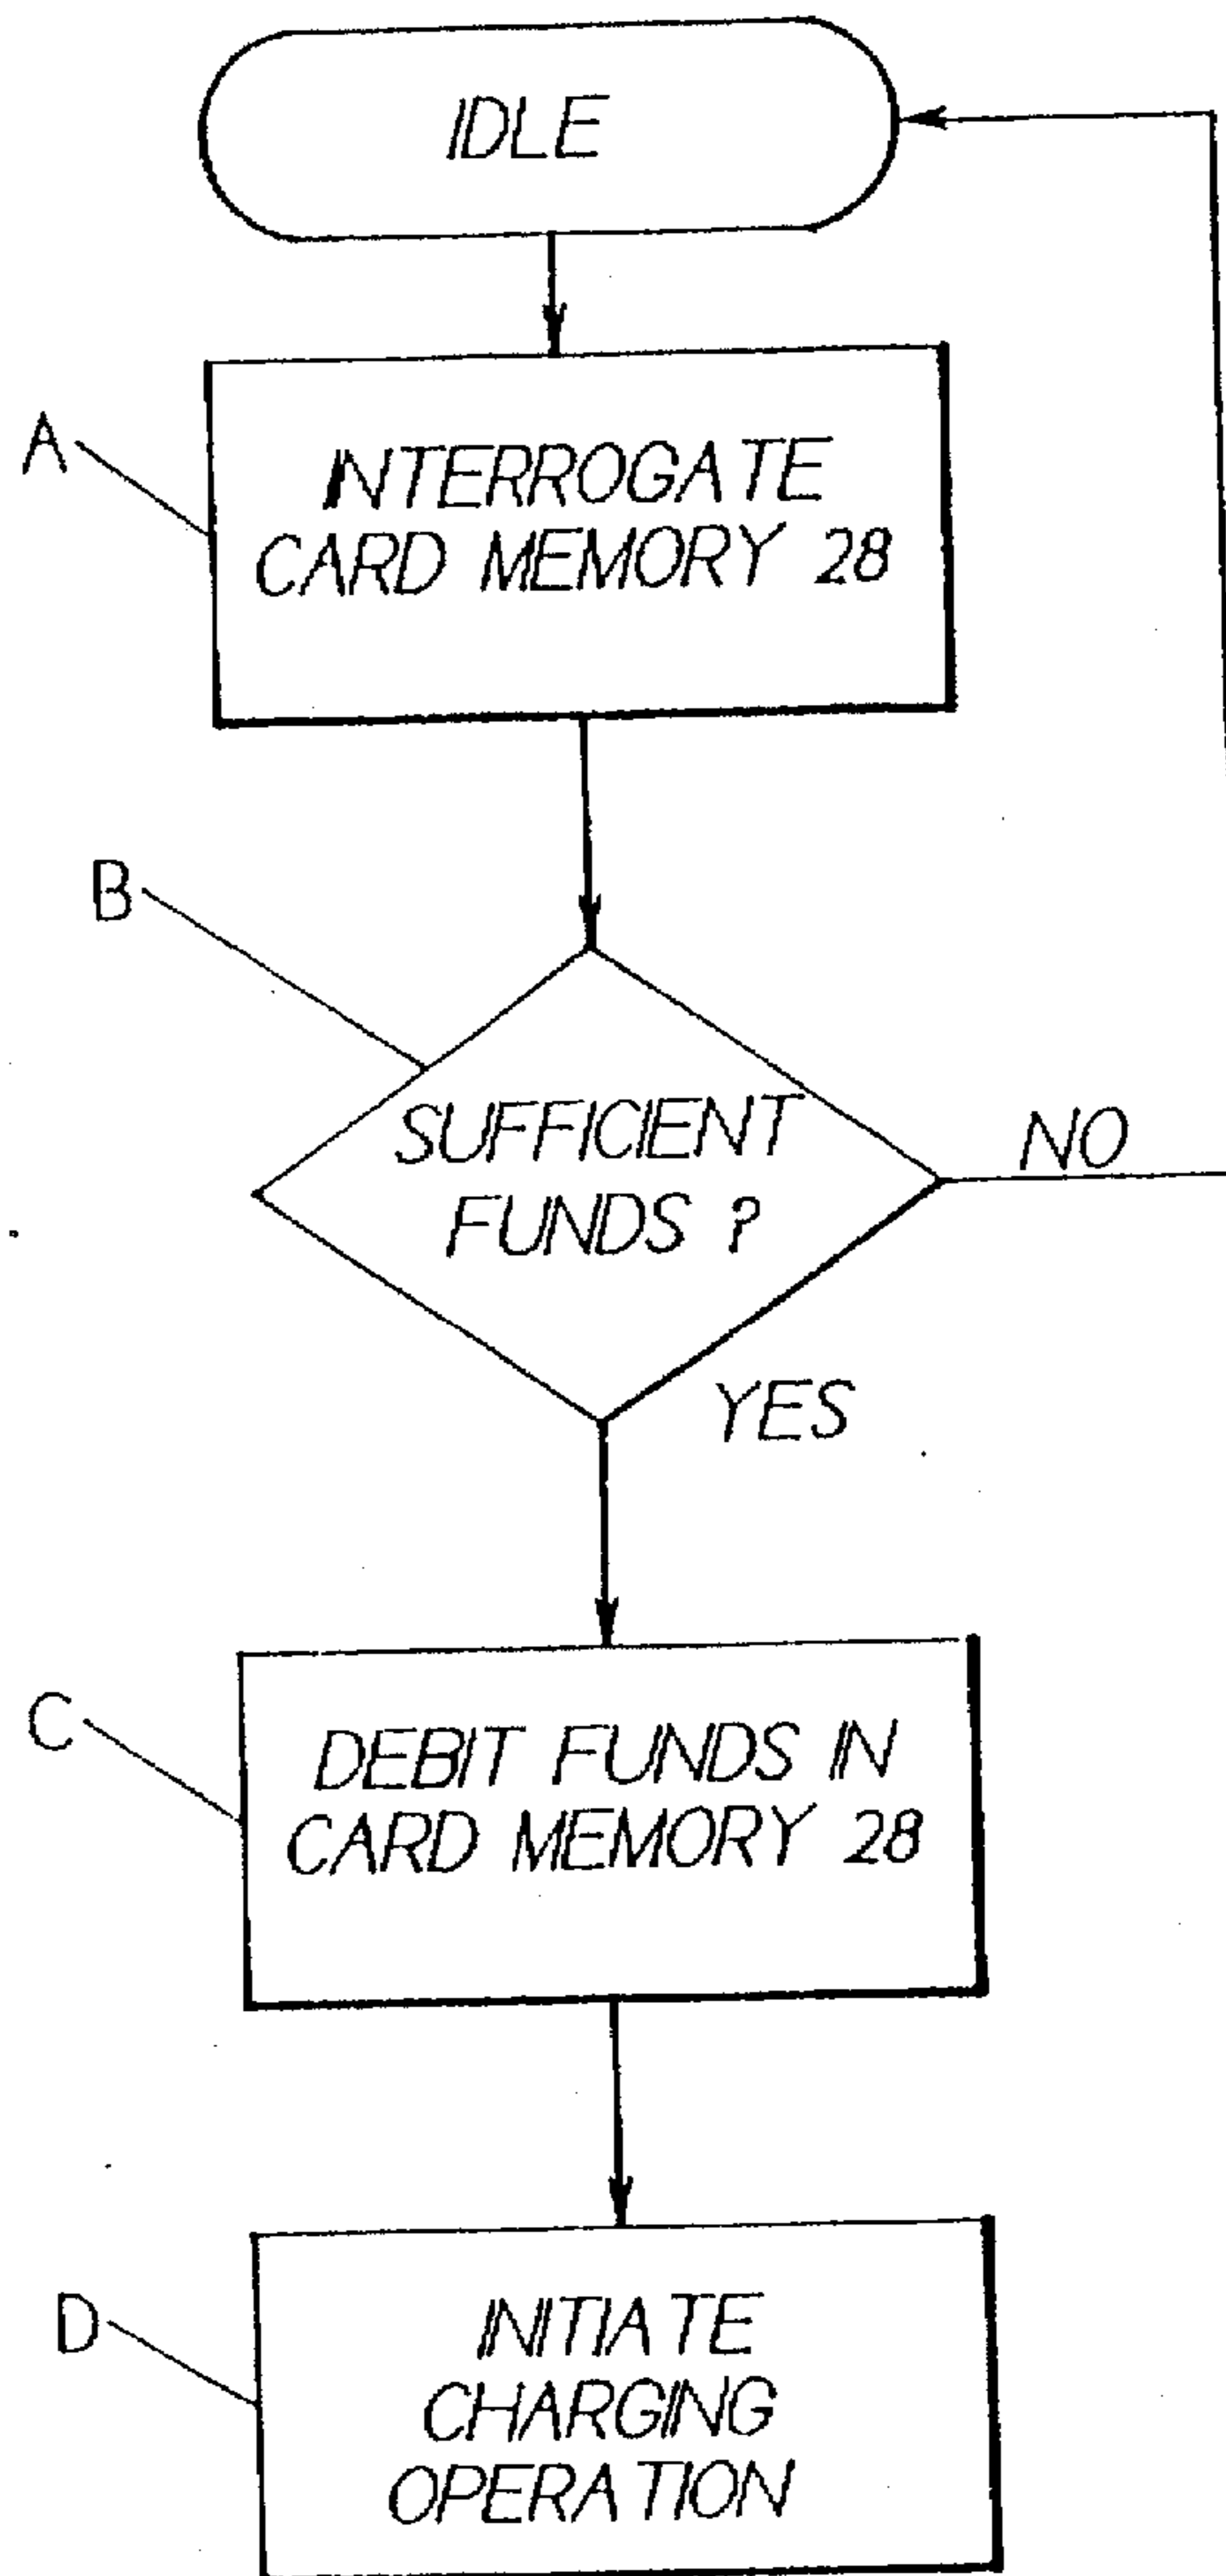 IDLE
A
INTERROGATE
CARD MEMORY 28
B
SUFFICIENT
FUNDS ?
NO
YES
C
DEBIT FUNDS IN
CARD MEMORY 28
D
INITIATE
CHARGING
OPERATION